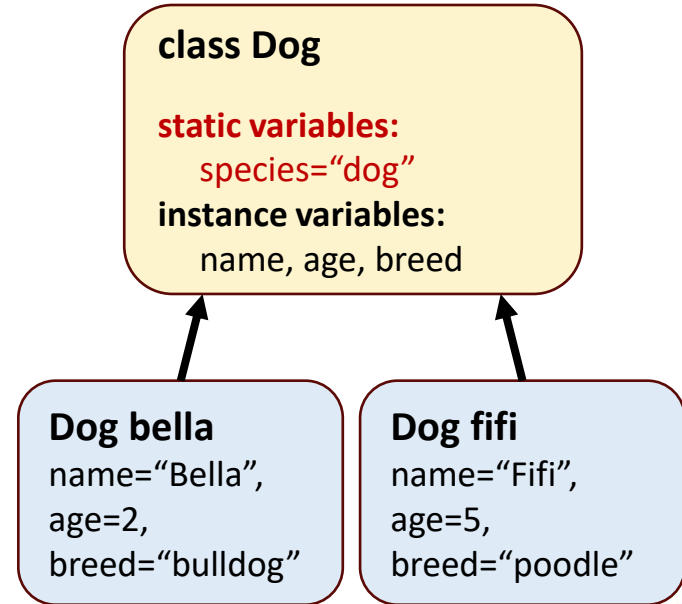 class Dog
static variables:
species=“dog”
instance variables:
name, age, breed
Dog bella
name=“Bella”,
age=2,
breed=“bulldog”
Dog fifi
name=“Fifi”,
age=5,
breed=“poodle”